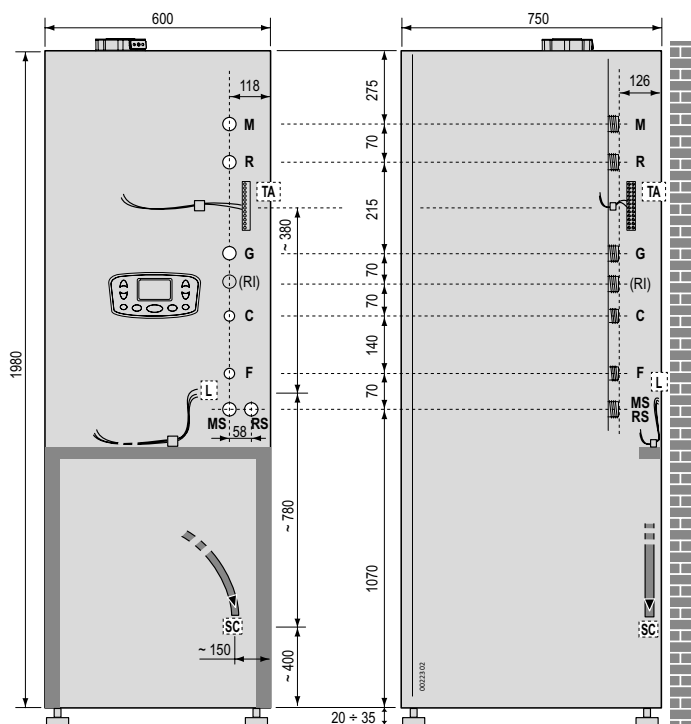 600
750
118
126
275
M
M
70
R
R
TA
TA
215
~ 380
G
G
70
(RI)
(RI)
70
C
C
140
1980
F
F
L
L
70
MS
RS
MS
RS
58
~ 780
1070
SC
SC
~ 150
~ 400
00223 02
20 ÷ 35